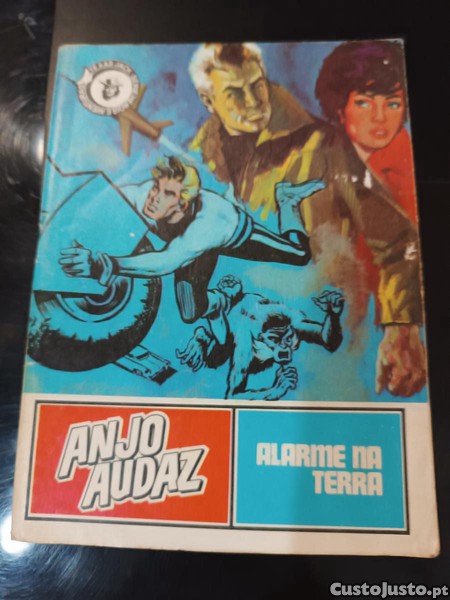 ANJO
AUDAZ
ALARME NA
TERRA
CustoJusto.pt